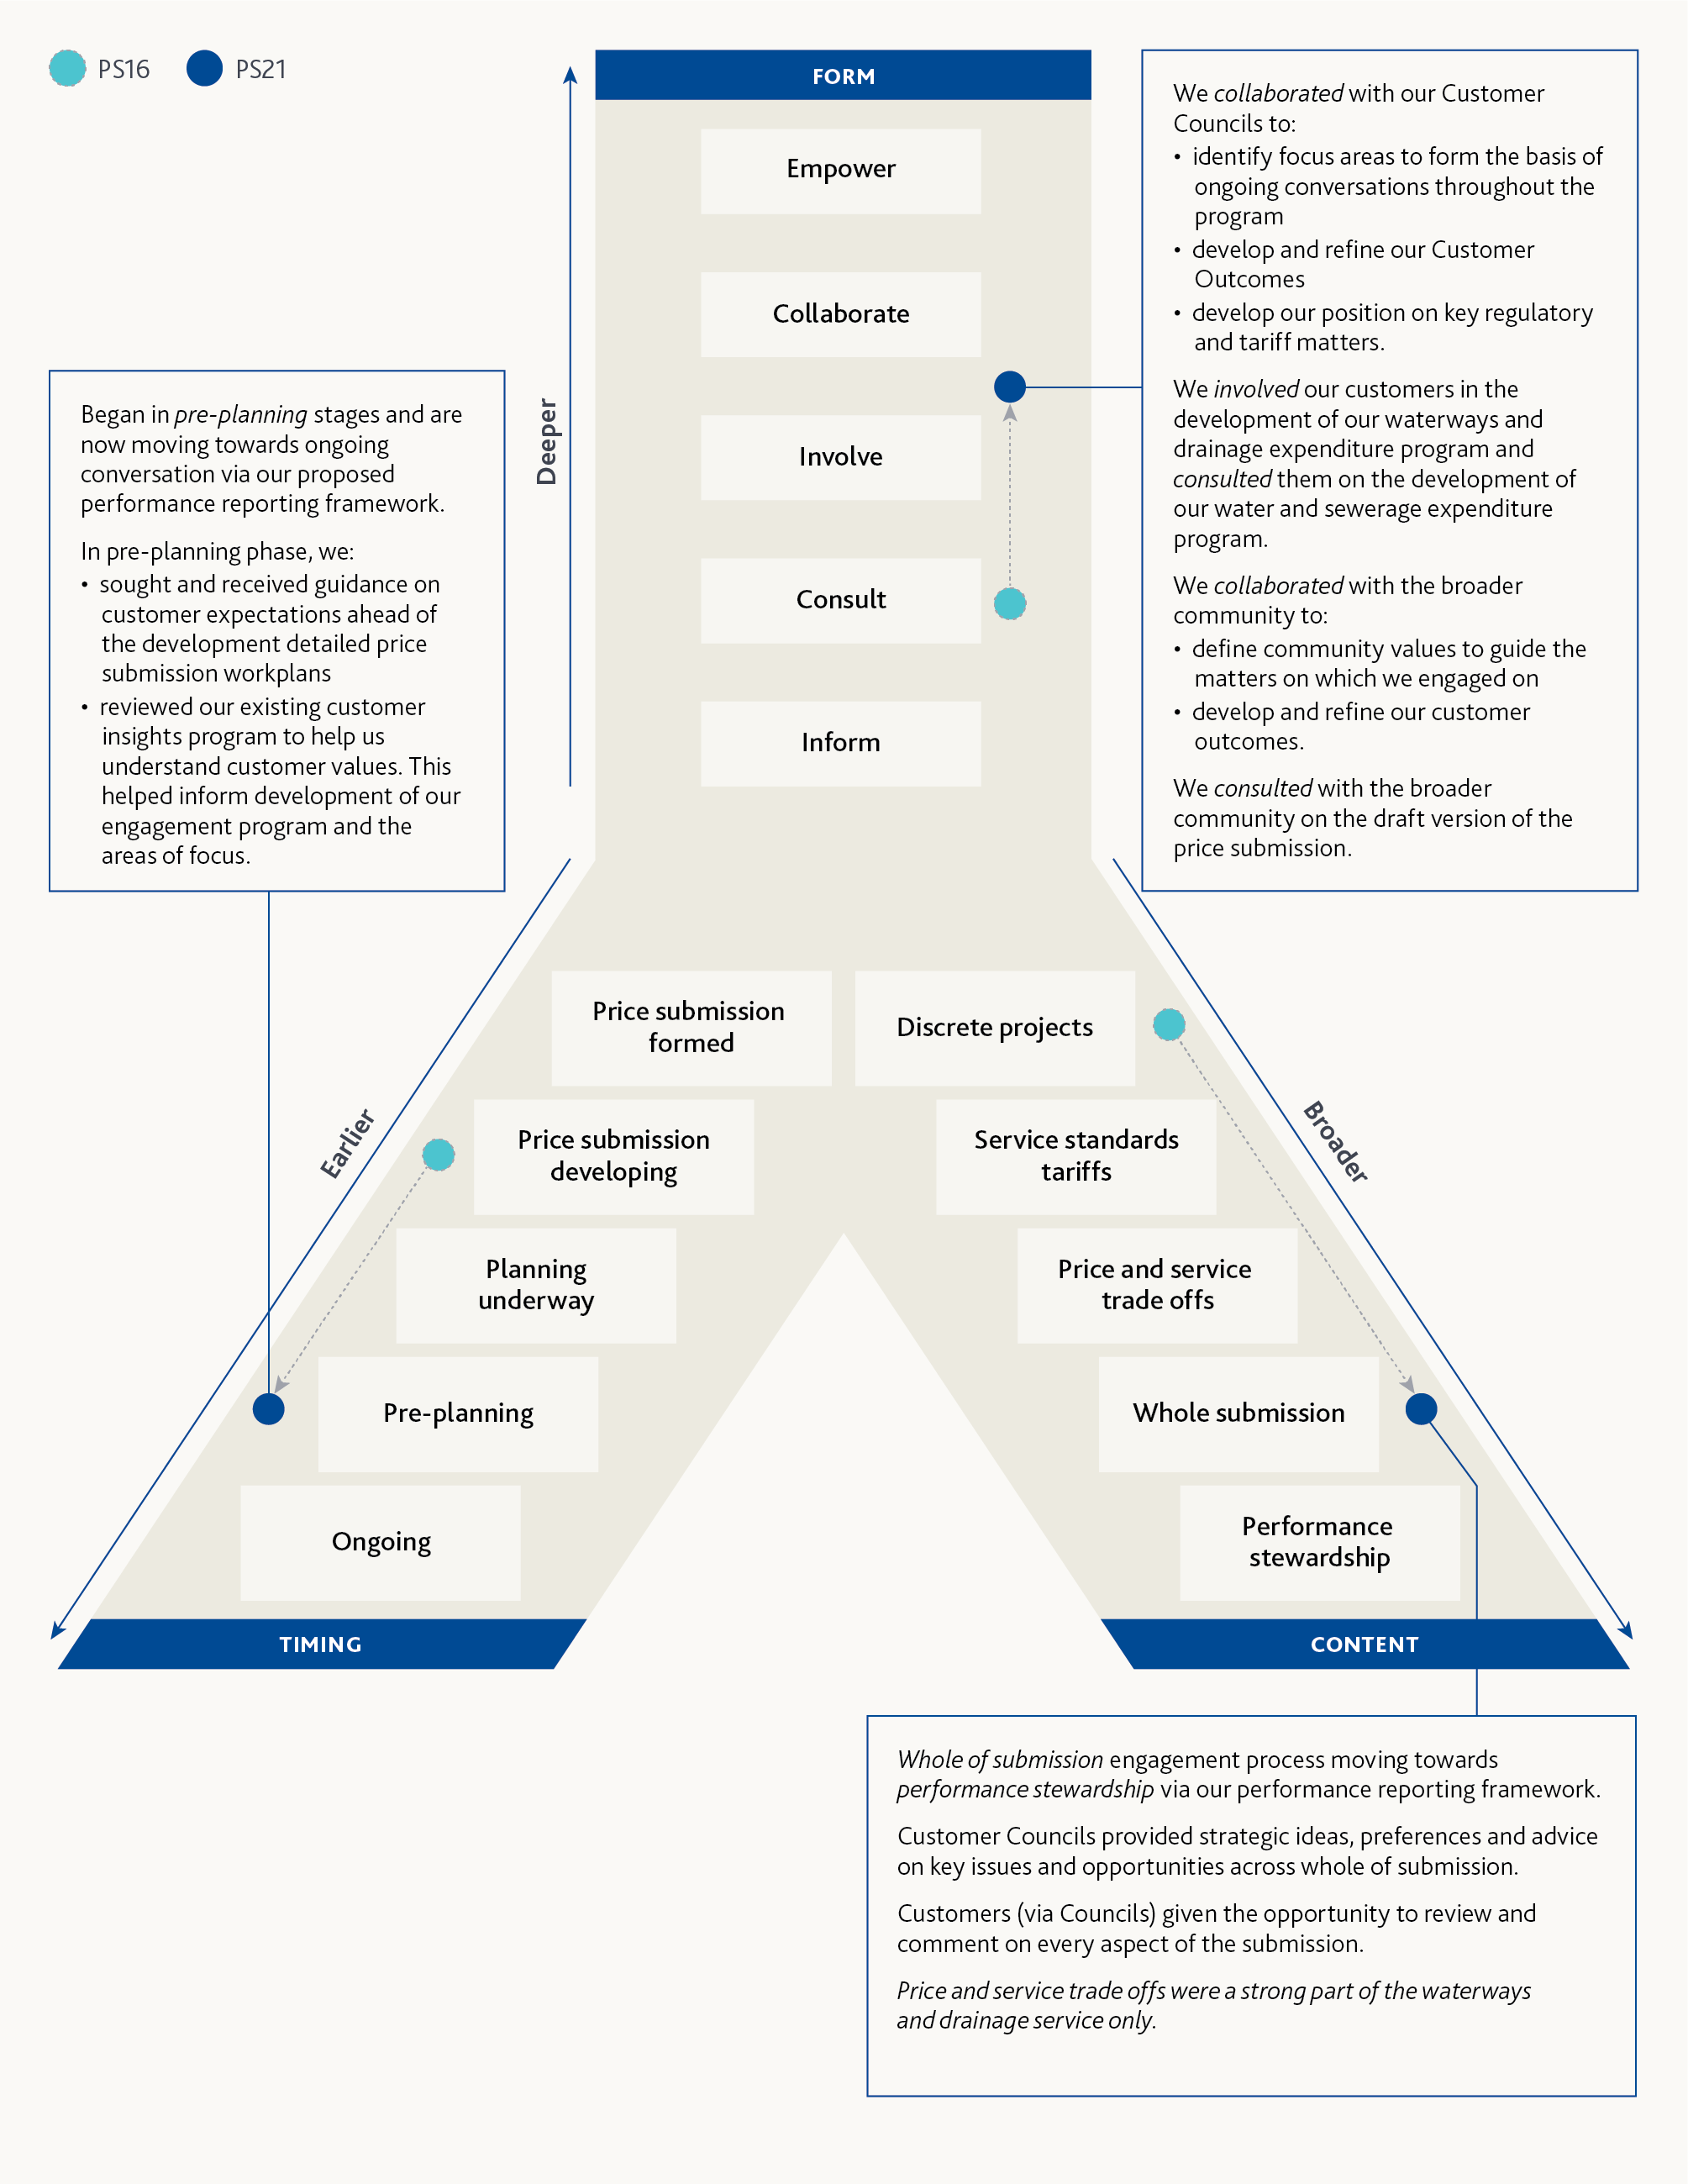 PS16
PS21
FORM
Empower
Collaborate
Involve
Consult
Inform
Deeper
We collaborated with our Customer
Councils to:
• identify focus areas to form the basis of
ongoing conversations throughout the
program
• develop and refine our Customer
Outcomes
• develop our position on key regulatory
and tariff matters.
We involved our customers in the
development of our waterways and
drainage expenditure program and
consulted them on the development of
our water and sewerage expenditure
program.
We collaborated with the broader
community to:
• define community values to guide the
matters on which we engaged on
• develop and refine our customer
outcomes.
We consulted with the broader
community on the draft version of the
price submission.
Began in pre-planning stages and are
now moving towards ongoing
conversation via our proposed
performance reporting framework.
In pre-planning phase, we:
• sought and received guidance on
customer expectations ahead of
the development detailed price
submission workplans
• reviewed our existing customer
insights program to help us
understand customer values. This
helped inform development of our
engagement program and the
areas of focus.
Earlier
Price submission
formed
Price submission
developing
Planning
underway
Pre-planning
Ongoing
TIMING
Discrete projects
Service standards
tariffs
Price and service
trade offs
Whole submission
Performance
stewardship
Broader
CONTENT
Whole of submission engagement process moving towards
performance stewardship via our performance reporting framework.
Customer Councils provided strategic ideas, preferences and advice
on key issues and opportunities across whole of submission.
Customers (via Councils) given the opportunity to review and
comment on every aspect of the submission.
Price and service trade offs were a strong part of the waterways
and drainage service only.